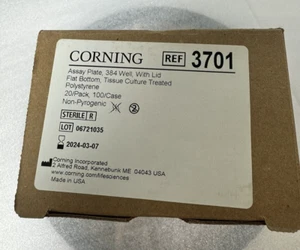 CORNING REF 3701
Assay Plate, 384 Well, With Lid
Flat Bottom, Tissue Culture Treated
Polystyrene
20/Pack, 100/Case
Non-Pyrogenic
STERILE R
LOT 06721035
2024-03-07
Corning Incorporated
2 Alfred Road, Kennebunk ME 04043 USA
www.corning.com/lifesciences
Made in USA